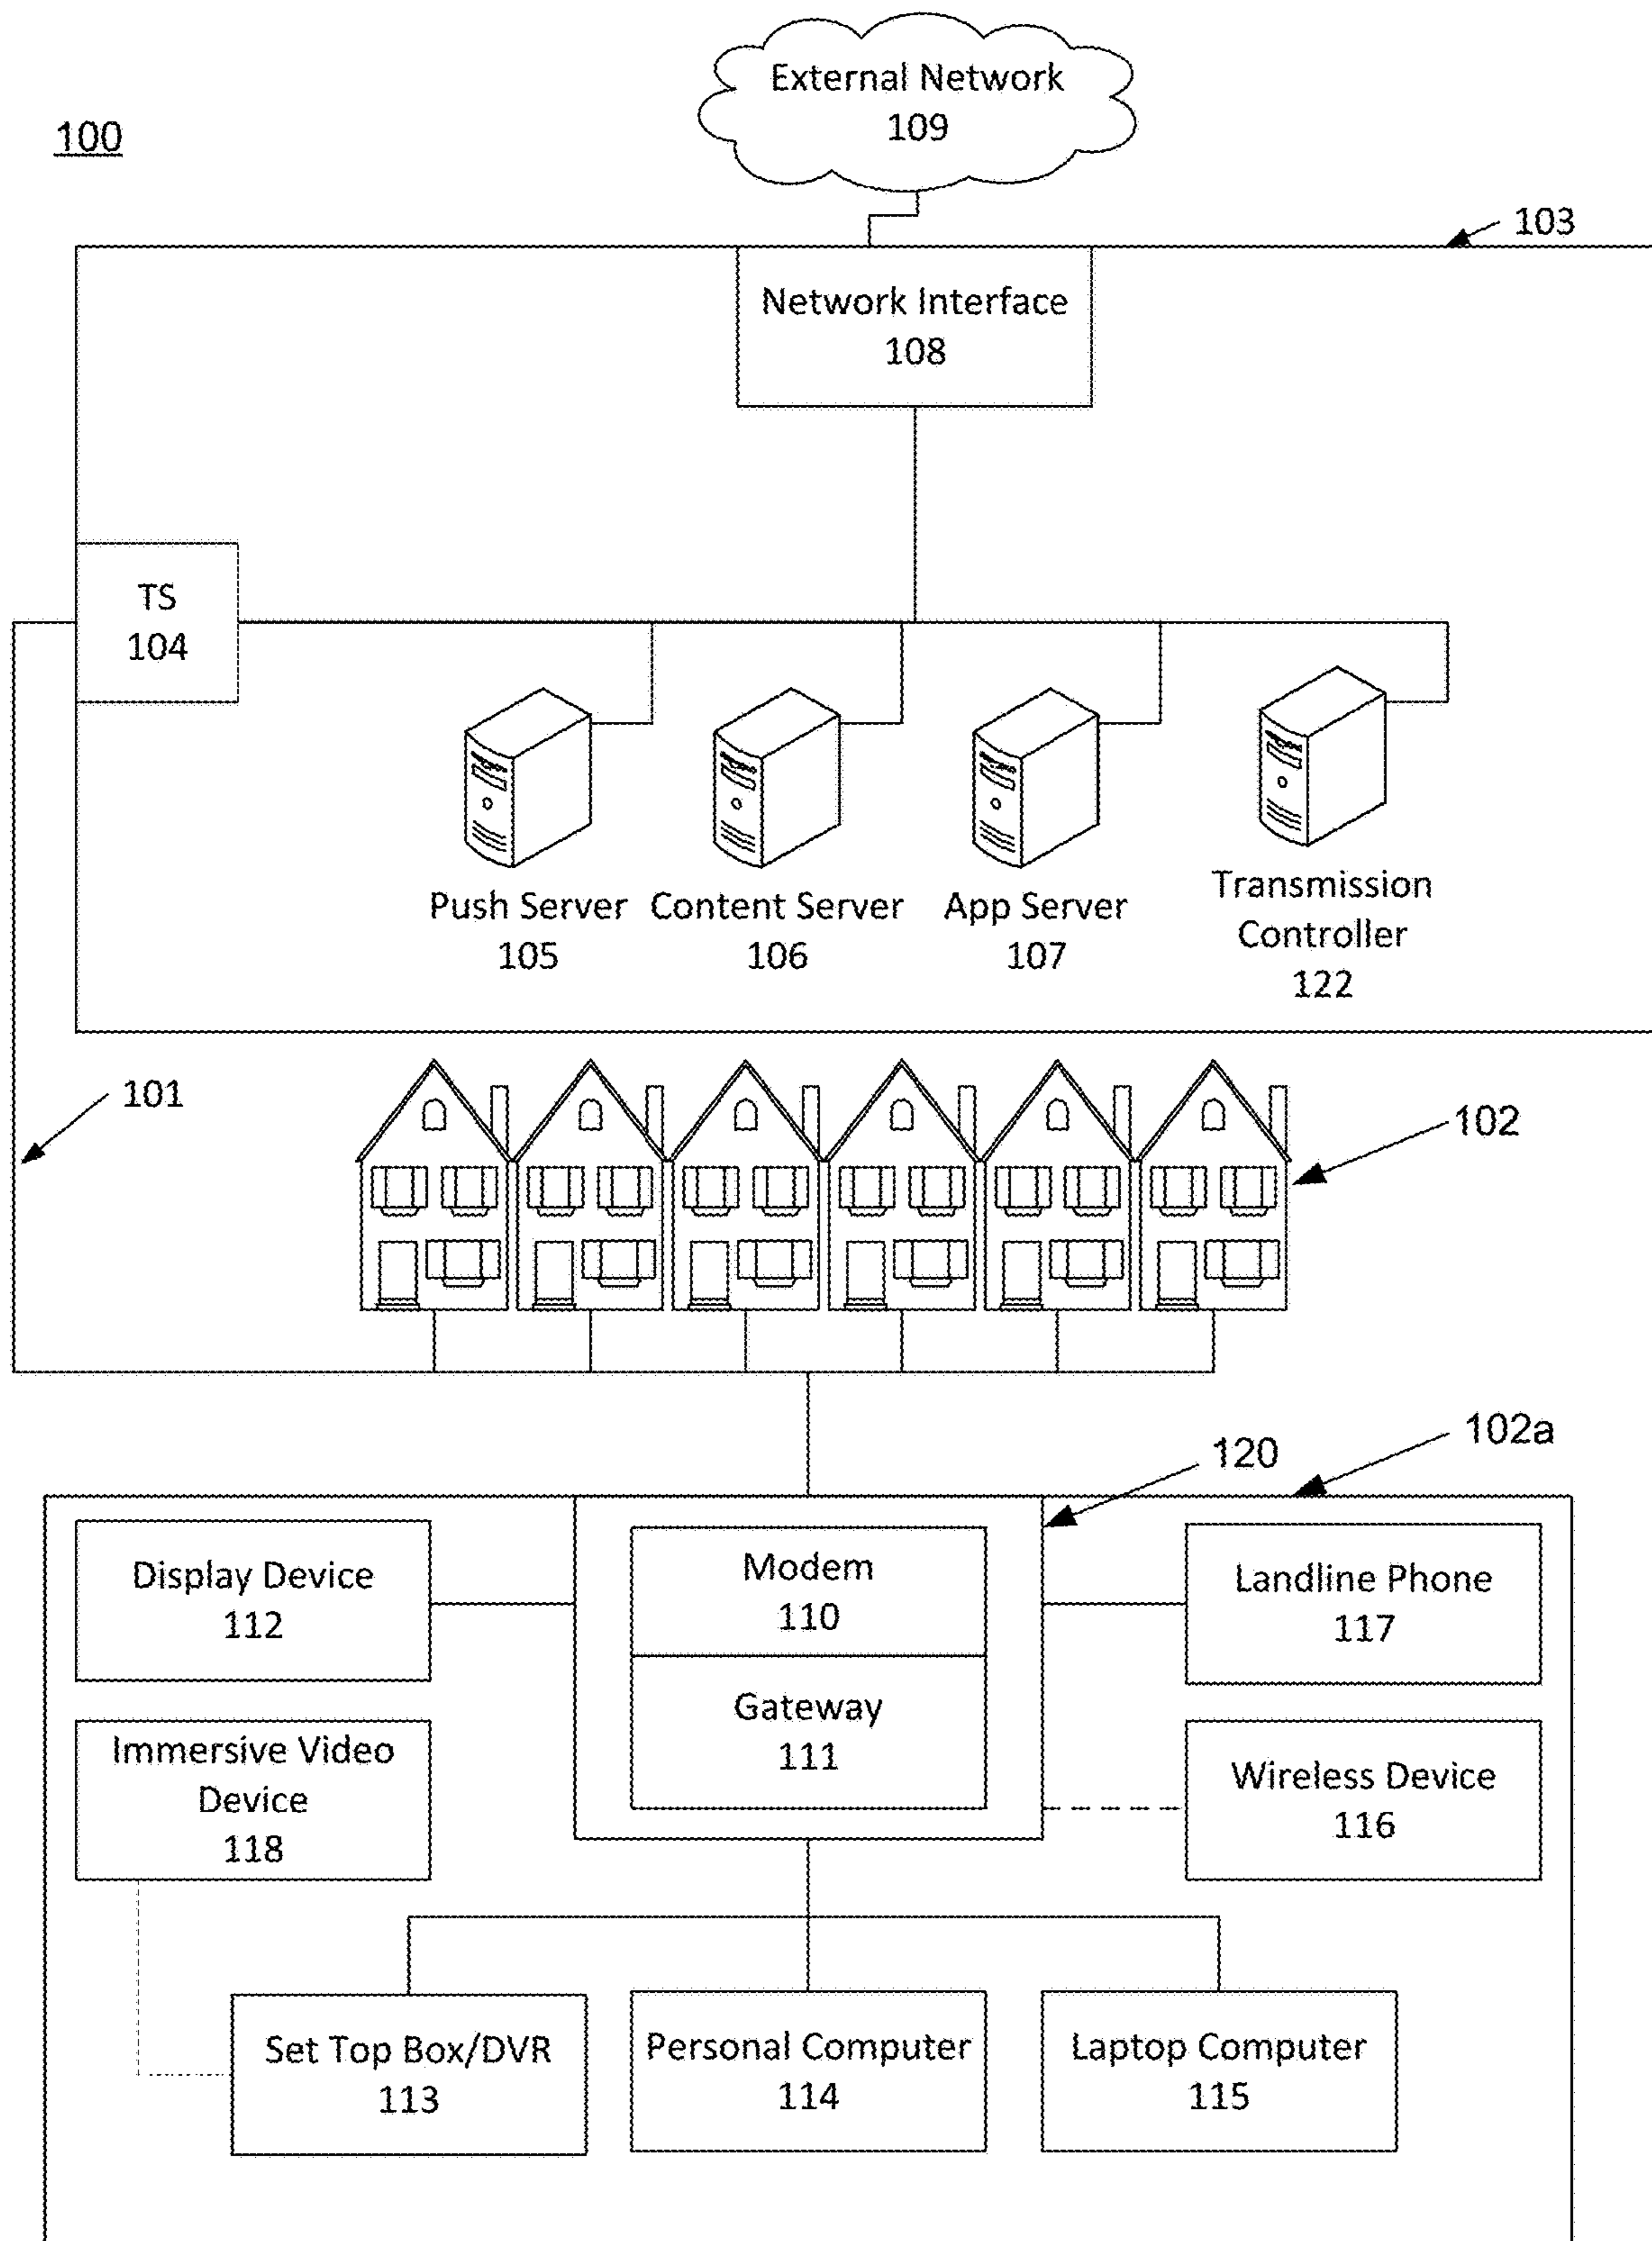 External Network
109
100
103
Network Interface
108
TS
104
Push Server
105
Content Server
106
App Server
107
Transmission
Controller
122
101
102
102a
120
Display Device
112
Modem
110
Landline Phone
117
Gateway
111
Immersive Video
Device
118
Wireless Device
116
Set Top Box/DVR
113
Personal Computer
114
Laptop Computer
115